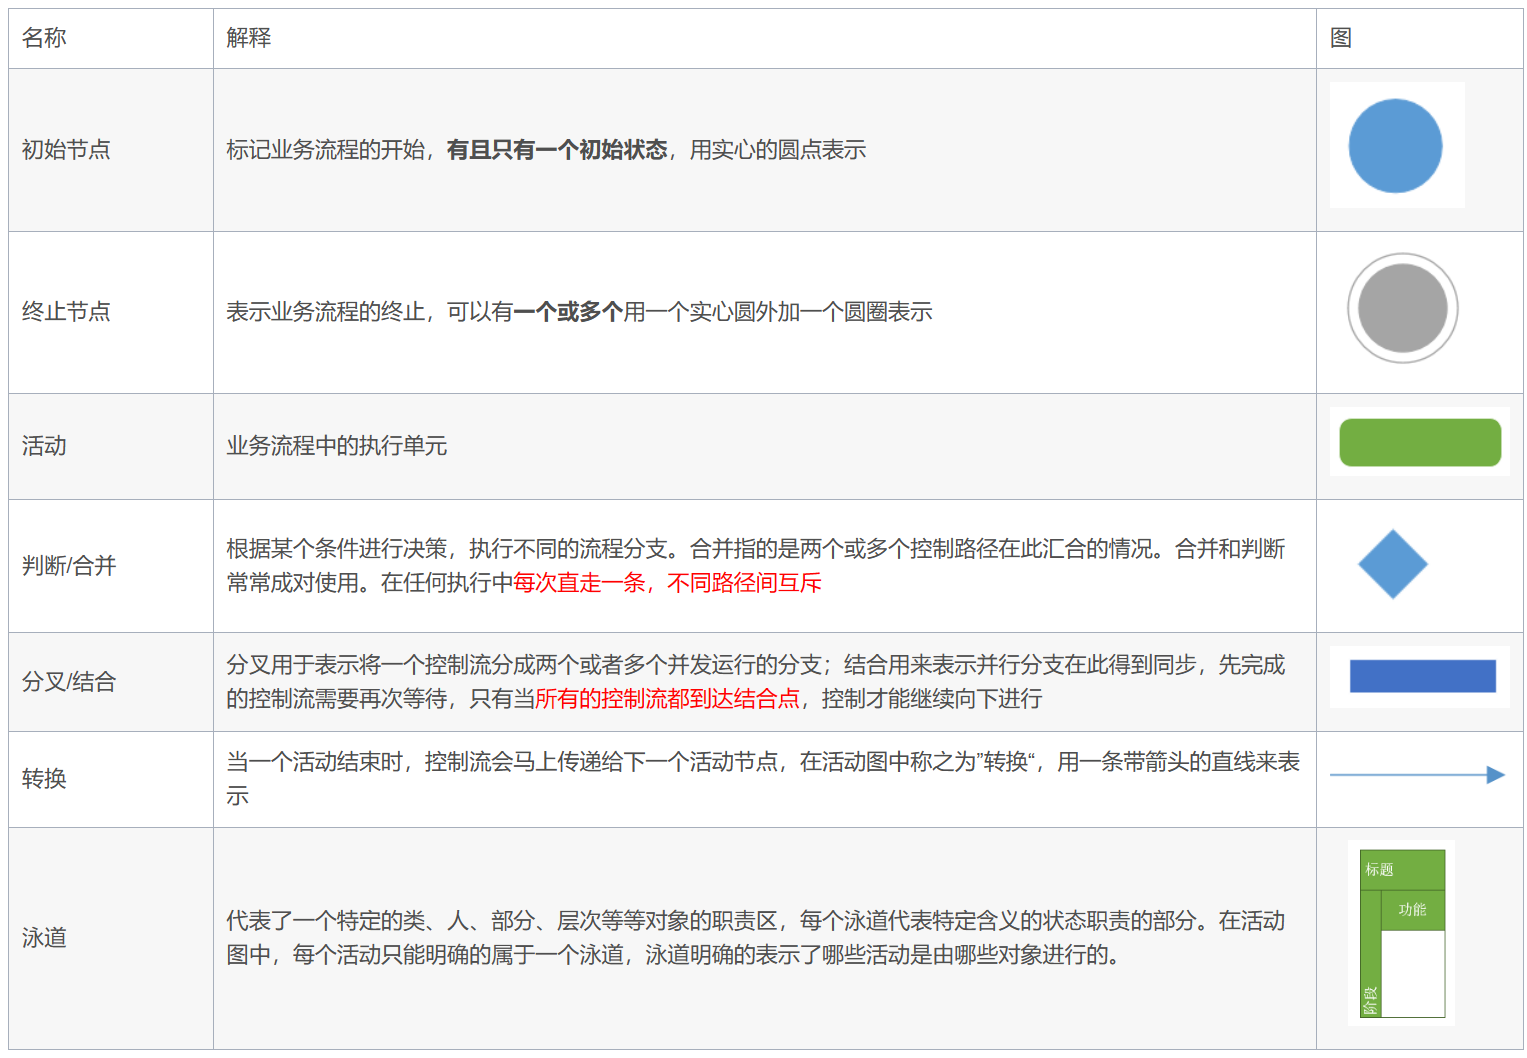 名称
解释
图
初始节点
标记业务流程的开始，有且只有一个初始状态，用实心的圆点表示
终止节点
表示业务流程的终止，可以有一个或多个用一个实心圆外加一个圆圈表示
活动
业务流程中的执行单元
判断/合并
根据某个条件进行决策，执行不同的流程分支。合并指的是两个或多个控制路径在此汇合的情况。合并和判断
常常成对使用。在任何执行中每次直走一条，不同路径间互斥
分叉/结合
分叉用于表示将一个控制流分成两个或者多个并发运行的分支；结合用来表示并行分支在此得到同步，先完成
的控制流需要再次等待，只有当所有的控制流都到达结合点，控制才能继续向下进行
转换
当一个活动结束时，控制流会马上传递给下一个活动节点，在活动图中称之为”转换“，用一条带箭头的直线来表
示
泳道
代表了一个特定的类、人、部分、层次等等对象的职责区，每个泳道代表特定含义的状态职责的部分。在活动
图中，每个活动只能明确的属于一个泳道，泳道明确的表示了哪些活动是由哪些对象进行的。
标题
功能
阶段